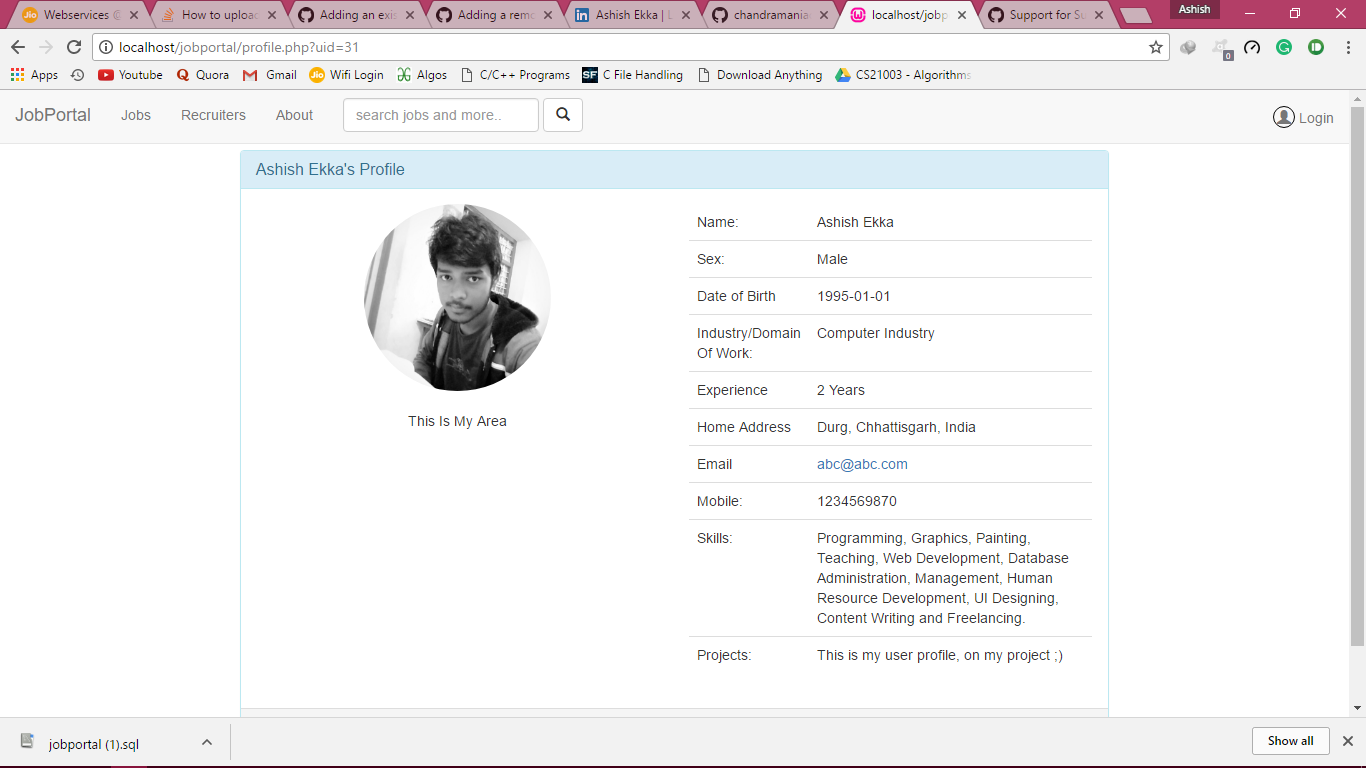 Webservices @
How to upload
Adding an exis
Adding a remo
Ashish Ekka | L
chandramania
localhost/jobp
Support for Su
Ashish
localhost/jobportal/profile.php?uid=31
0
Apps
Youtube
Quora
Gmail
Jio
Wifi Login
Algos
C/C++ Programs
SF
C File Handling
Download Anything
CS21003 - Algorithms
JobPortal
Jobs
Recruiters
About
search jobs and more..
Login
Ashish Ekka's Profile
This Is My Area
Name: Ashish Ekka
Sex: Male
Date of Birth 1995-01-01
Industry/Domain Computer Industry
Of Work:
Experience 2 Years
Home Address Durg, Chhattisgarh, India
Email abc@abc.com
Mobile: 1234569870
Skills: Programming, Graphics, Painting,
Teaching, Web Development, Database
Administration, Management, Human
Resource Development, UI Designing,
Content Writing and Freelancing.
Projects: This is my user profile, on my project ;)
jobportal (1).sql
Show all